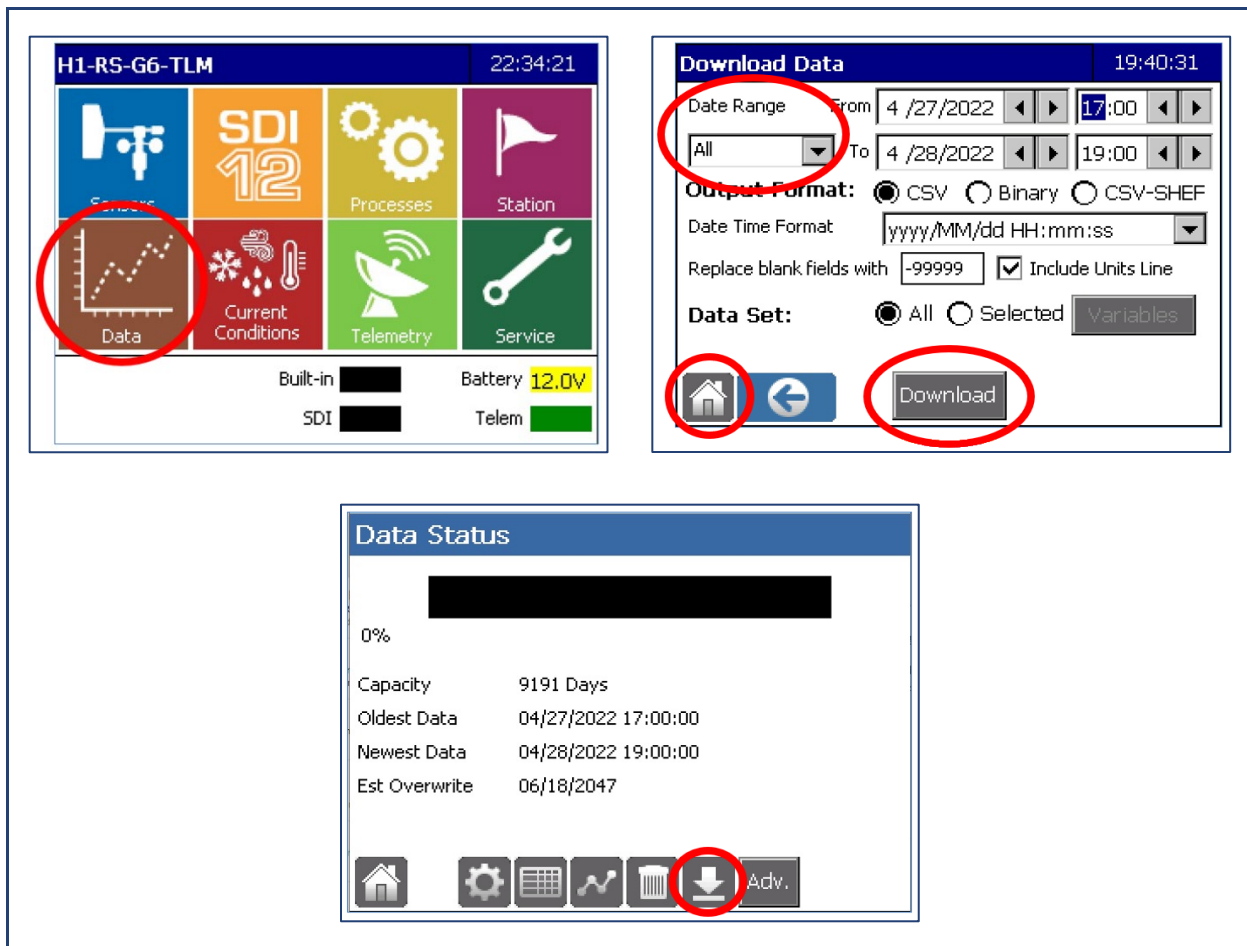 H1-RS-G6-TLM 22:34:21
SDI
12
Sensors Processes Station
Data Current
Conditions Telemetry Service
Built-in Battery 12.0V
SDI Telem
Download Data 19:40:31
Date Range From 4 /27/2022 17:00
All To 4 /28/2022 19:00
Output Format: CSV Binary CSV-SHEF
Date Time Format yyyy/MM/dd HH:mm:ss
Replace blank fields with -99999 Include Units Line
Data Set: All Selected Variables
Download
Data Status
0%
Capacity 9191 Days
Oldest Data 04/27/2022 17:00:00
Newest Data 04/28/2022 19:00:00
Est Overwrite 06/18/2047
Adv.